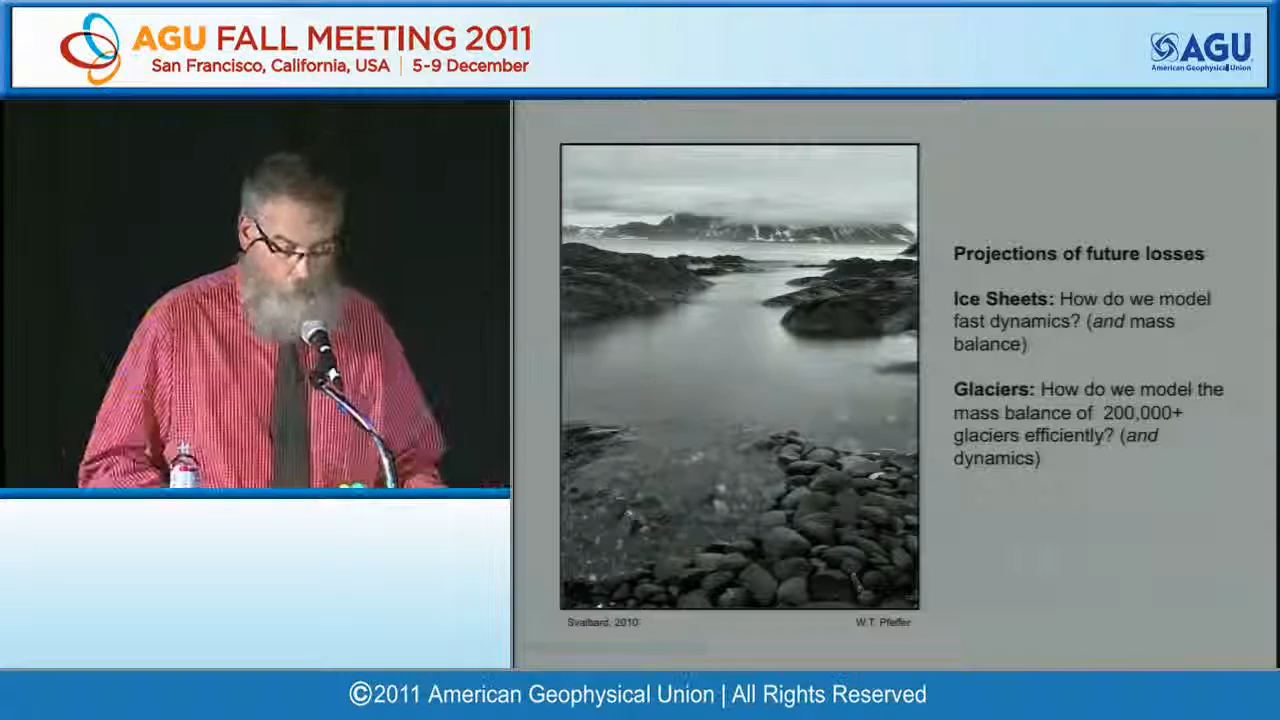 AGU FALL MEETING 2011
San Francisco, California, USA | 5-9 December
AGU
American Geophysical Union
Projections of future losses
Ice Sheets: How do we model
fast dynamics? (and mass
balance)
Glaciers: How do we model the
mass balance of 200,000+
glaciers efficiently? (and
dynamics)
Svalbard, 2010
W.T. Pfeffer
©2011 American Geophysical Union | All Rights Reserved